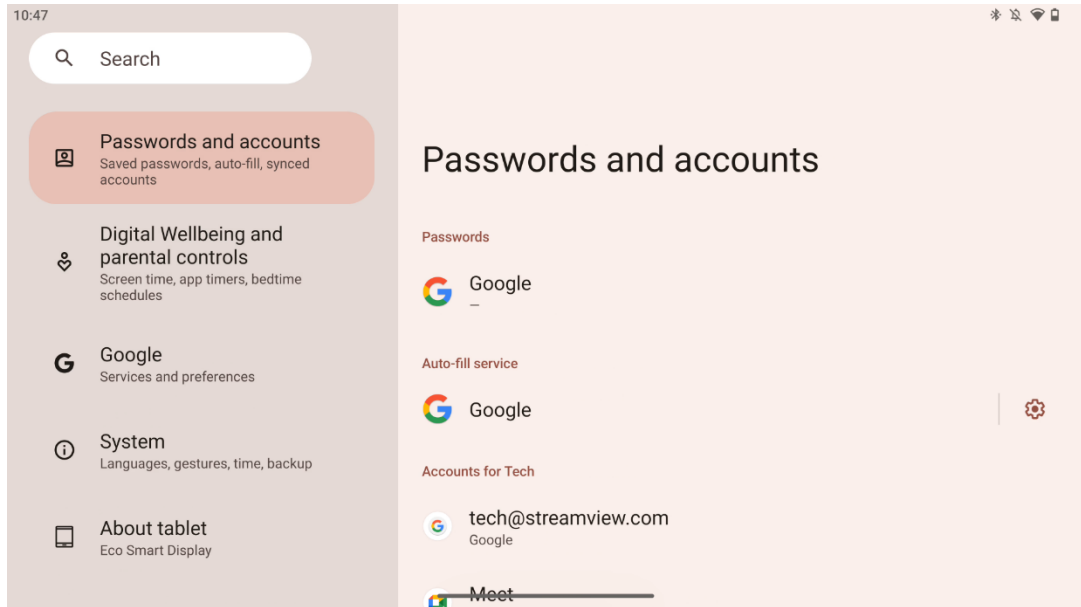 10:47
Search
Passwords and accounts
Saved passwords, auto-fill, synced
accounts
Digital Wellbeing and
parental controls
Screen time, app timers, bedtime
schedules
Google
Services and preferences
System
Languages, gestures, time, backup
About tablet
Eco Smart Display
Passwords and accounts
Passwords
Google
–
Auto-fill service
Google
Accounts for Tech
tech@streamview.com
Google
Meet